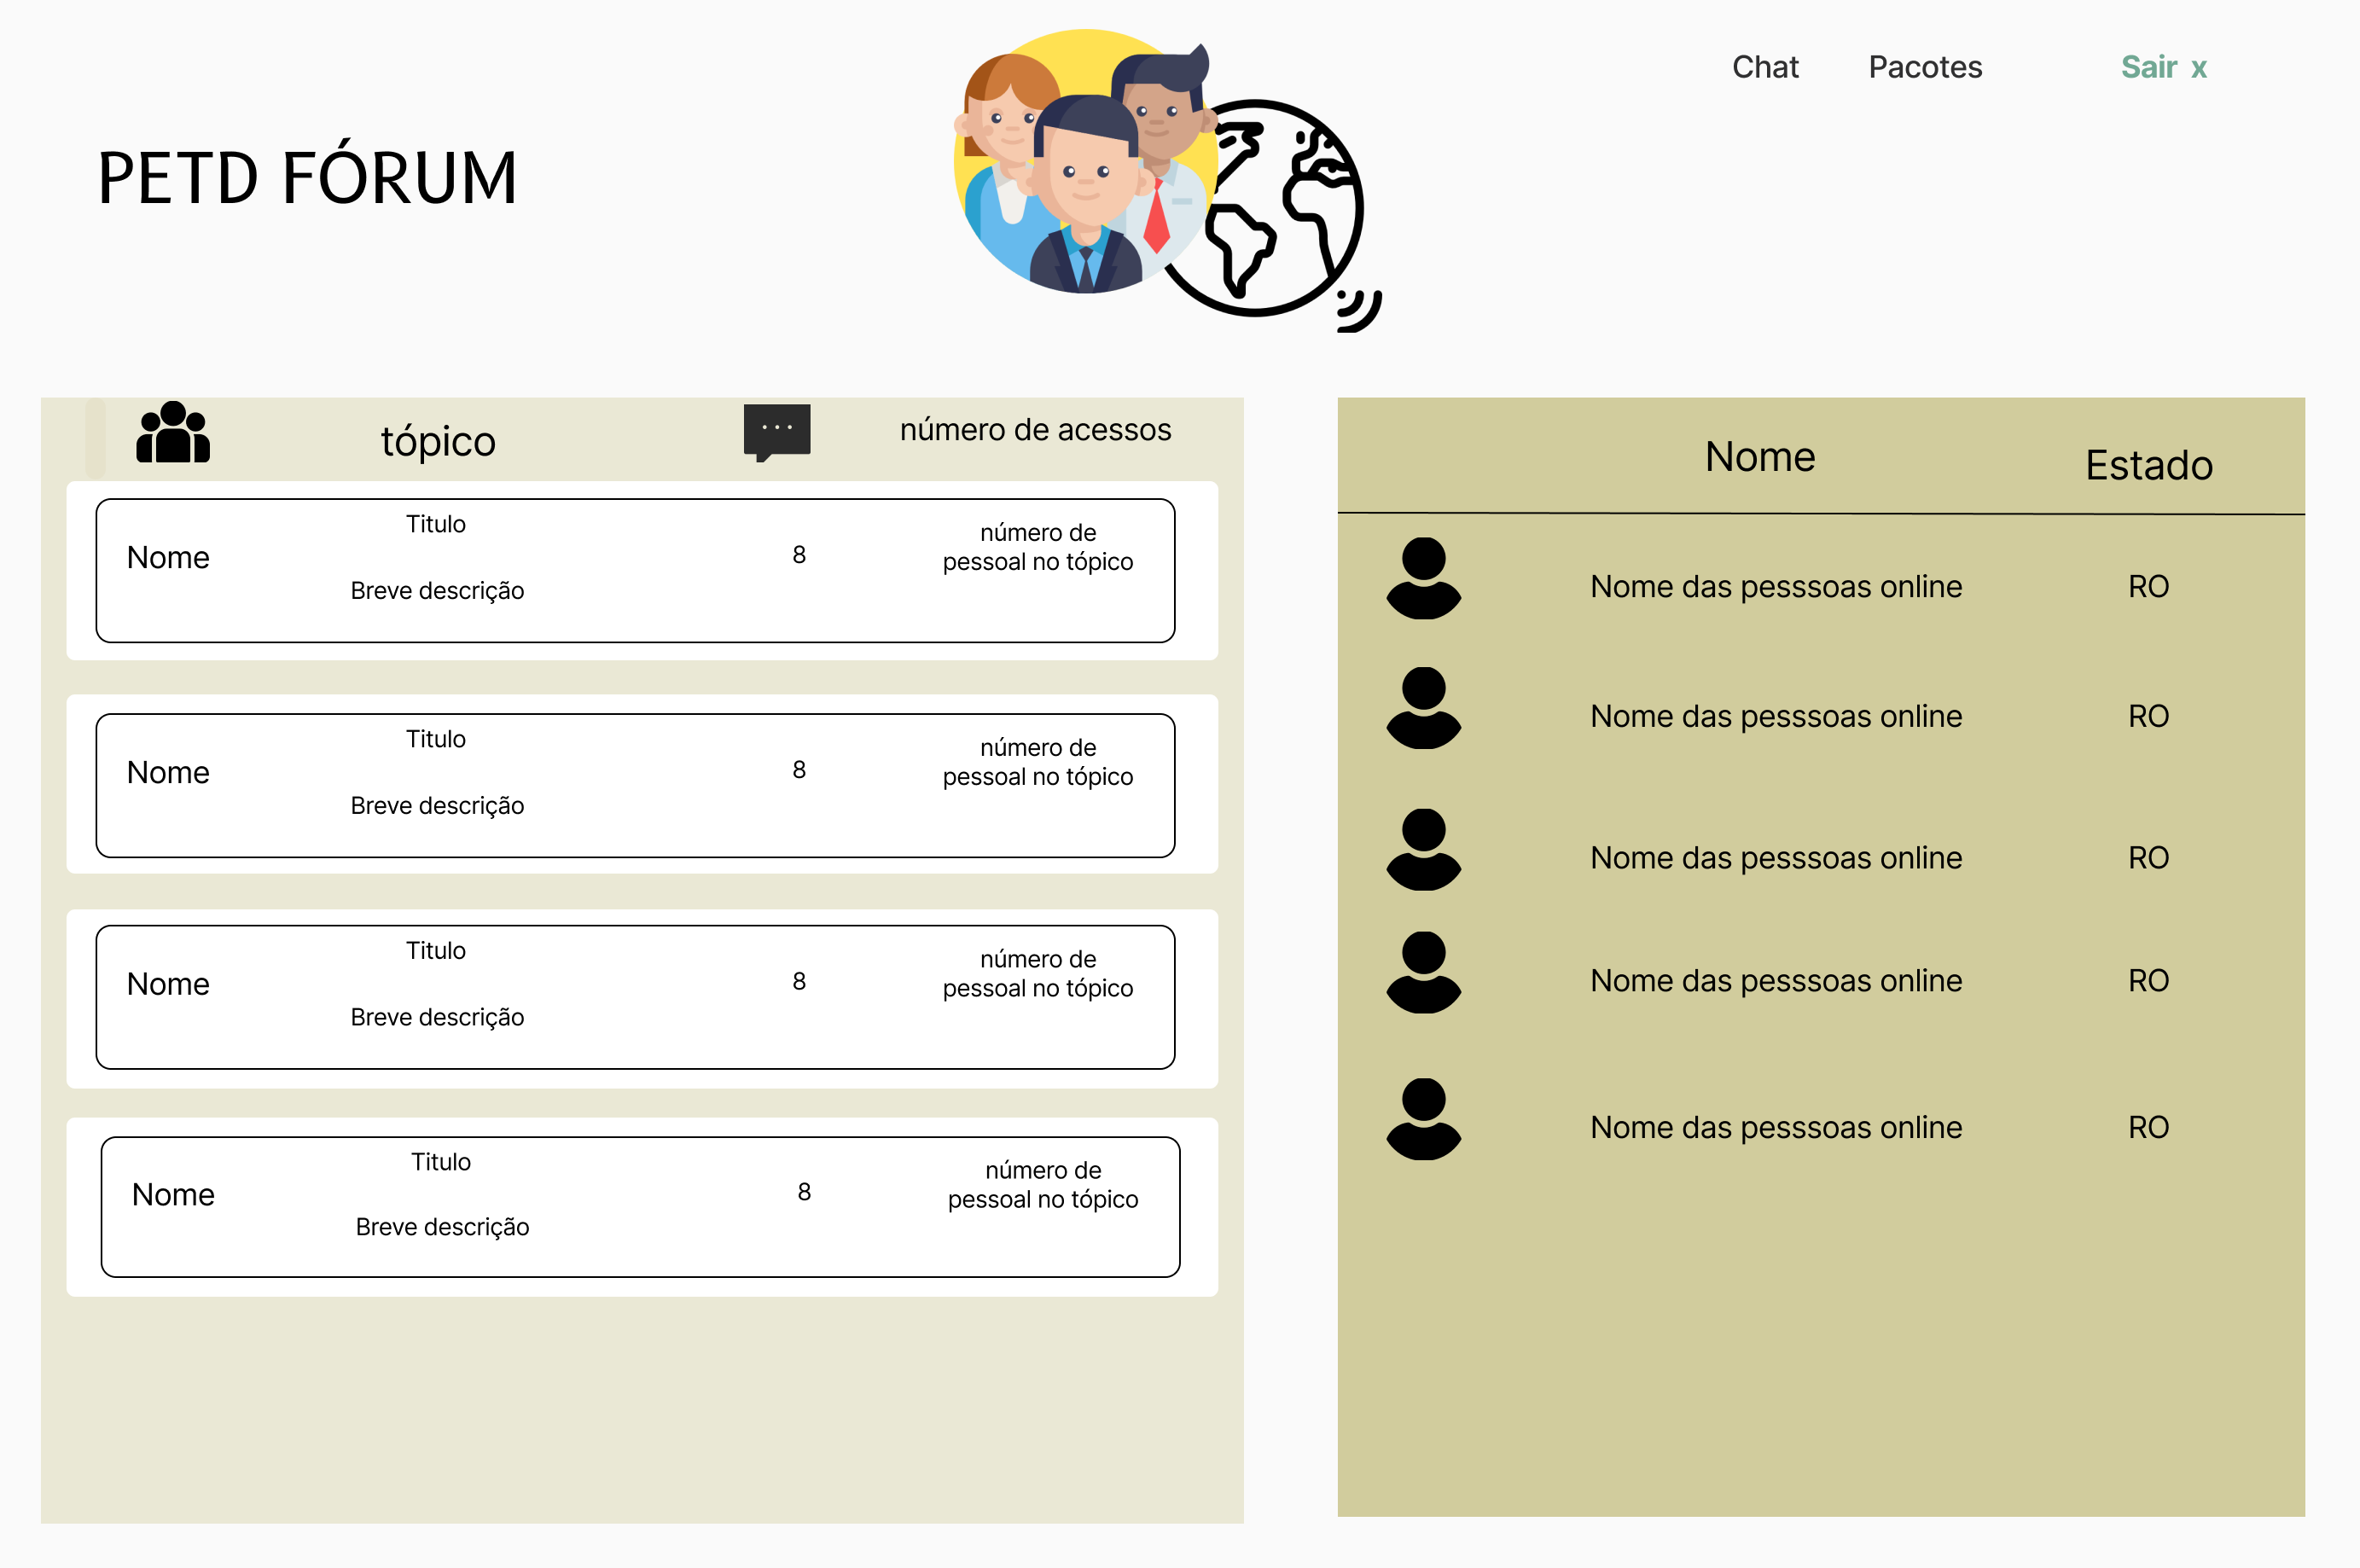 Chat Pacotes Sair x
PETD FÓRUM
tópico número de acessos
Nome
Titulo
Breve descrição
8
número de
pessoal no tópico
Nome
Titulo
Breve descrição
8
número de
pessoal no tópico
Nome
Titulo
Breve descrição
8
número de
pessoal no tópico
Nome
Titulo
Breve descrição
8
número de
pessoal no tópico
Nome Estado
Nome das pesssoas online RO
Nome das pesssoas online RO
Nome das pesssoas online RO
Nome das pesssoas online RO
Nome das pesssoas online RO